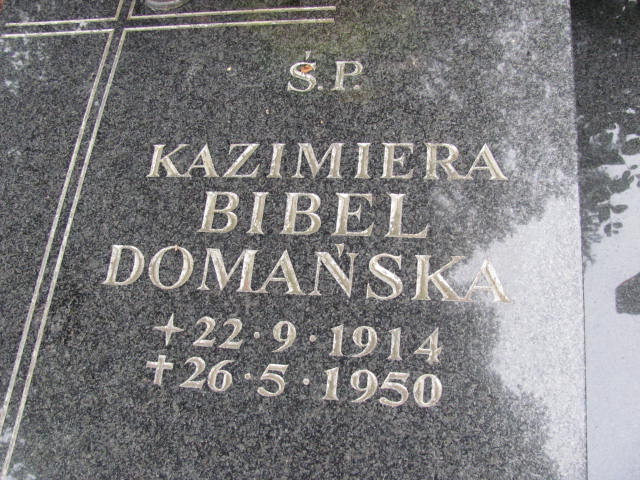 Ś.P.
KAZIMIERA
BIBEL
DOMAŃSKA
22·9·1914
✝26·5·1950